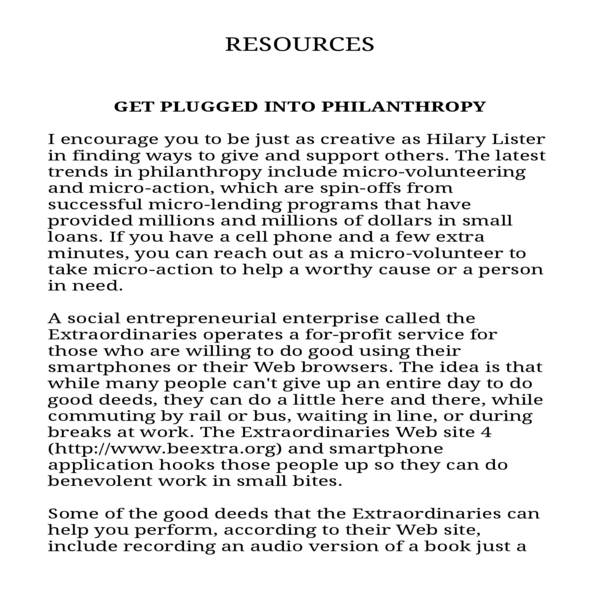 RESOURCES
GET PLUGGED INTO PHILANTHROPY
I encourage you to be just as creative as Hilary Lister
in finding ways to give and support others. The latest
trends in philanthropy include micro-volunteering
and micro-action, which are spin-offs from
successful micro-lending programs that have
provided millions and millions of dollars in small
loans. If you have a cell phone and a few extra
minutes, you can reach out as a micro-volunteer to
take micro-action to help a worthy cause or a person
in need.
A social entrepreneurial enterprise called the
Extraordinaries operates a for-profit service for
those who are willing to do good using their
smartphones or their Web browsers. The idea is that
while many people can't give up an entire day to do
good deeds, they can do a little here and there, while
commuting by rail or bus, waiting in line, or during
breaks at work. The Extraordinaries Web site 4
(http://www.beextra.org) and smartphone
application hooks those people up so they can do
benevolent work in small bites.
Some of the good deeds that the Extraordinaries can
help you perform, according to their Web site,
include recording an audio version of a book just a